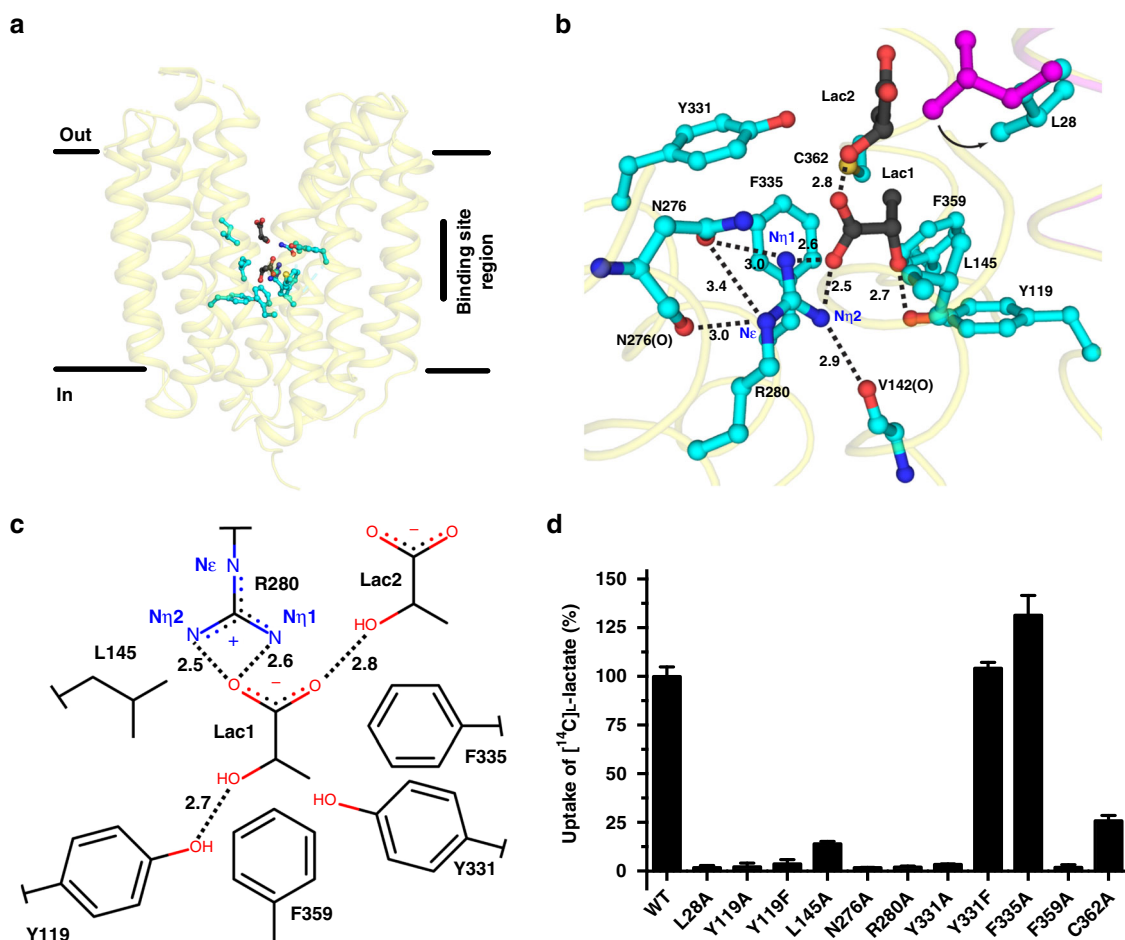 a
Out
In
Binding site
region
b
Lac2
Y331
L28
C362
2.8
Lac1
F335
N276
F359
Nη1
2.6
3.0
L145
3.4
2.5
2.7
Y119
Nη2
N276(O)
3.0
Nε
2.9
R280
V142(O)
c
Nε
R280
Nη2
Nη1
N
N
N
+
O
−
O
Lac2
HO
L145
2.5
2.6
2.8
O
−
O
Lac1
F335
HO
2.7
HO
OH
Y331
F359
Y119
d
Uptake of [¹⁴C]ʟ-lactate (%)
150
125
100
75
50
25
0
WT
L28A
Y119A
Y119F
L145A
N276A
R280A
Y331A
Y331F
F335A
F359A
C362A